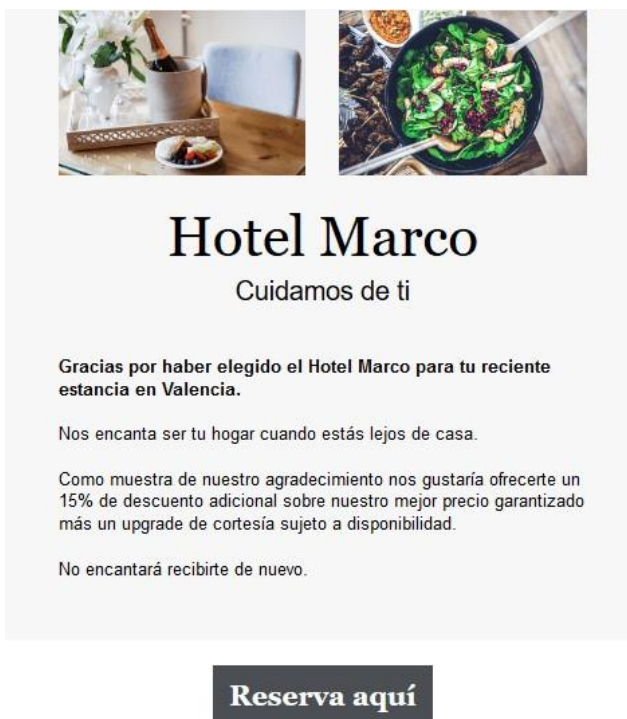 Hotel Marco
Cuidamos de ti
Gracias por haber elegido el Hotel Marco para tu reciente
estancia en Valencia.
Nos encanta ser tu hogar cuando estás lejos de casa.
Como muestra de nuestro agradecimiento nos gustaría ofrecerte un
15% de descuento adicional sobre nuestro mejor precio garantizado
más un upgrade de cortesía sujeto a disponibilidad.
No encantará recibirte de nuevo.
Reserva aquí